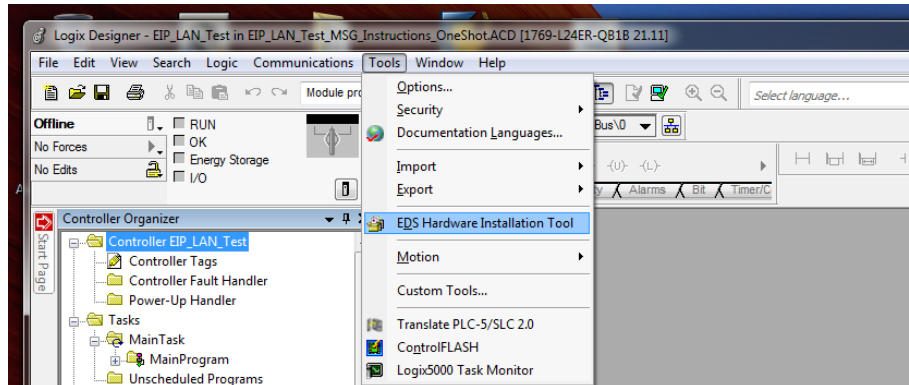 Logix Designer - EIP_LAN_Test in EIP_LAN_Test_MSG_Instructions_OneShot.ACD [1769-L24ER-QB1B 21.11]
File Edit View Search Logic Communications Tools Window Help
Module pro
Select language...
Options...
Security
Documentation Languages...
Import
Export
EDS Hardware Installation Tool
Motion
Custom Tools...
Translate PLC-5/SLC 2.0
ControlFLASH
Logix5000 Task Monitor
Offline
RUN
No Forces
OK
No Edits
Energy Storage
I/O
Bus\0
-(U)- -(L)-
ty Alarms Bit Timer/C
Start Page
Controller Organizer
Controller EIP_LAN_Test
Controller Tags
Controller Fault Handler
Power-Up Handler
Tasks
MainTask
MainProgram
Unscheduled Programs